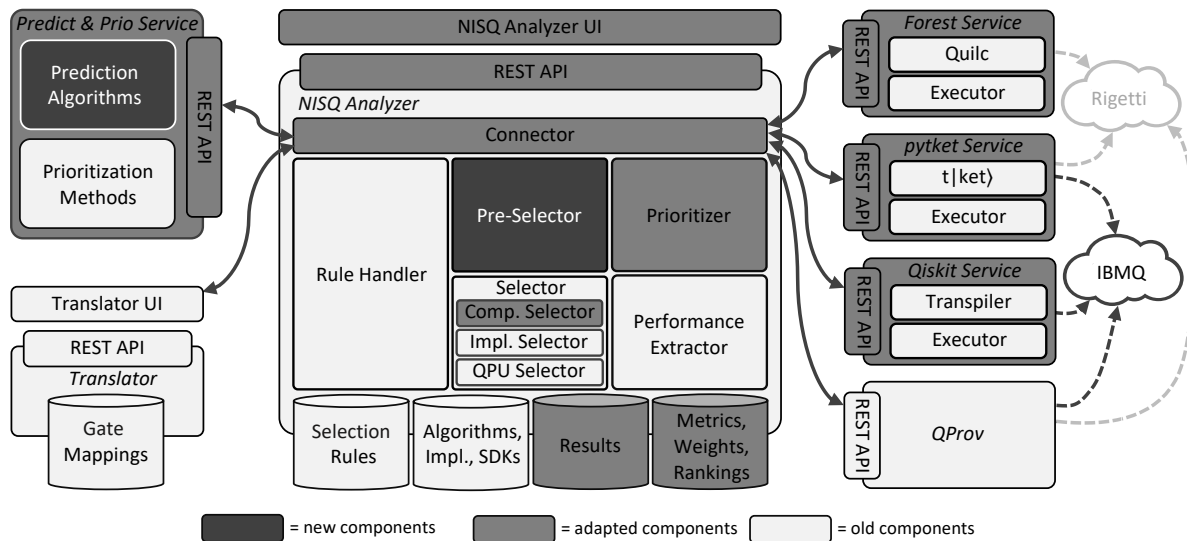 Predict & Prio Service
Prediction
Algorithms
Prioritization
Methods
REST API
Translator UI
REST API
Translator
Gate
Mappings
NISQ Analyzer UI
REST API
NISQ Analyzer
Connector
Rule Handler
Pre-Selector
Prioritizer
Selector
Comp. Selector
Impl. Selector
QPU Selector
Performance
Extractor
Selection
Rules
Algorithms,
Impl., SDKs
Results
Metrics,
Weights,
Rankings
Forest Service
REST API
Quilc
Executor
pytket Service
REST API
t|ket⟩
Executor
Qiskit Service
REST API
Transpiler
Executor
REST API
QProv
Rigetti
IBMQ
= new components
= adapted components
= old components